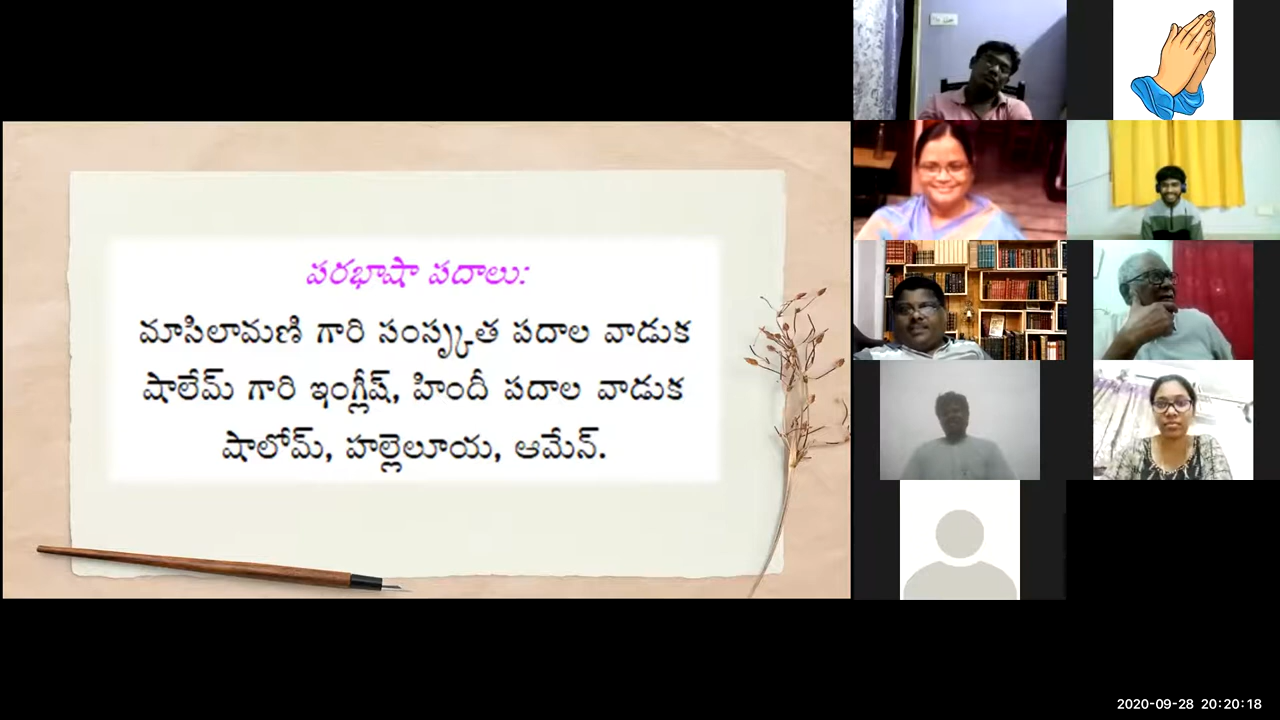 పరభాషా పదాలు:
మాసిలామణి గారి సంస్కృత పదాల వాడుక
షాలేమ్ గారి ఇంగ్లీష్, హిందీ పదాల వాడుక
షాలోమ్, హల్లెలూయ, ఆమేన్.
2020-09-28 20:20:18